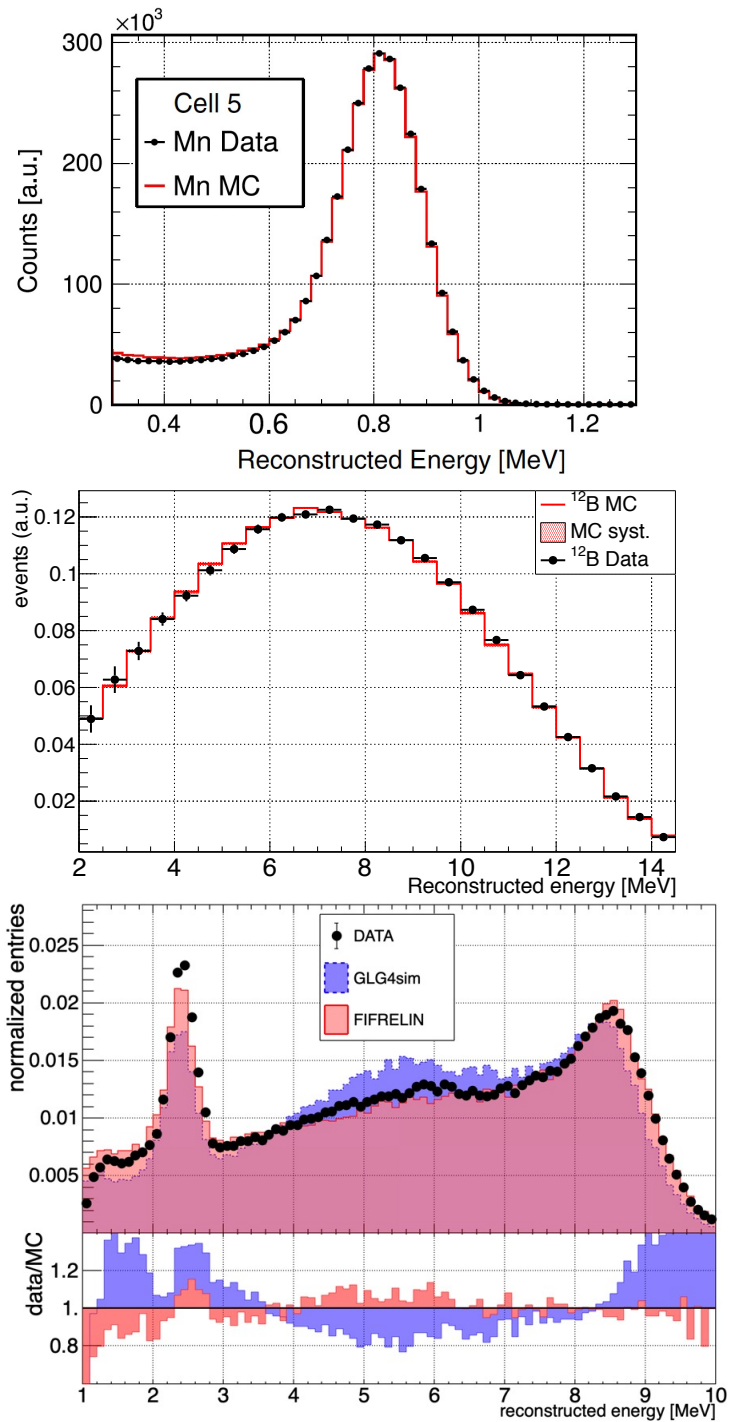 ×10³
300
200
100
0
Counts [a.u.]
Cell 5
Mn Data
Mn MC
0.4 0.6 0.8 1 1.2
Reconstructed Energy [MeV]
events (a.u.)
0.12
0.1
0.08
0.06
0.04
0.02
¹²B MC
MC syst.
¹²B Data
2 4 6 8 10 12 14
Reconstructed energy [MeV]
normalized entries
0.025
0.02
0.015
0.01
0.005
DATA
GLG4sim
FIFRELIN
data/MC
1.2
1.
0.8
1 2 3 4 5 6 7 8 9 10
reconstructed energy [MeV]